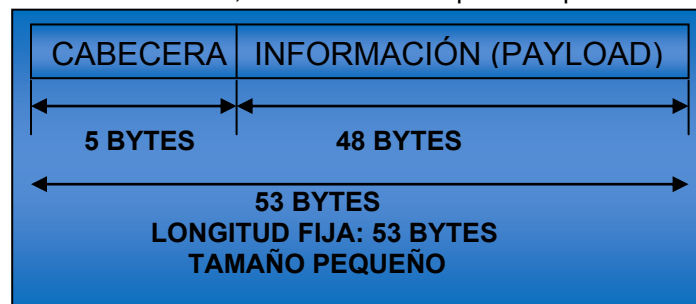 CABECERA INFORMACIÓN (PAYLOAD)
5 BYTES 48 BYTES
53 BYTES
LONGITUD FIJA: 53 BYTES
TAMAÑO PEQUEÑO